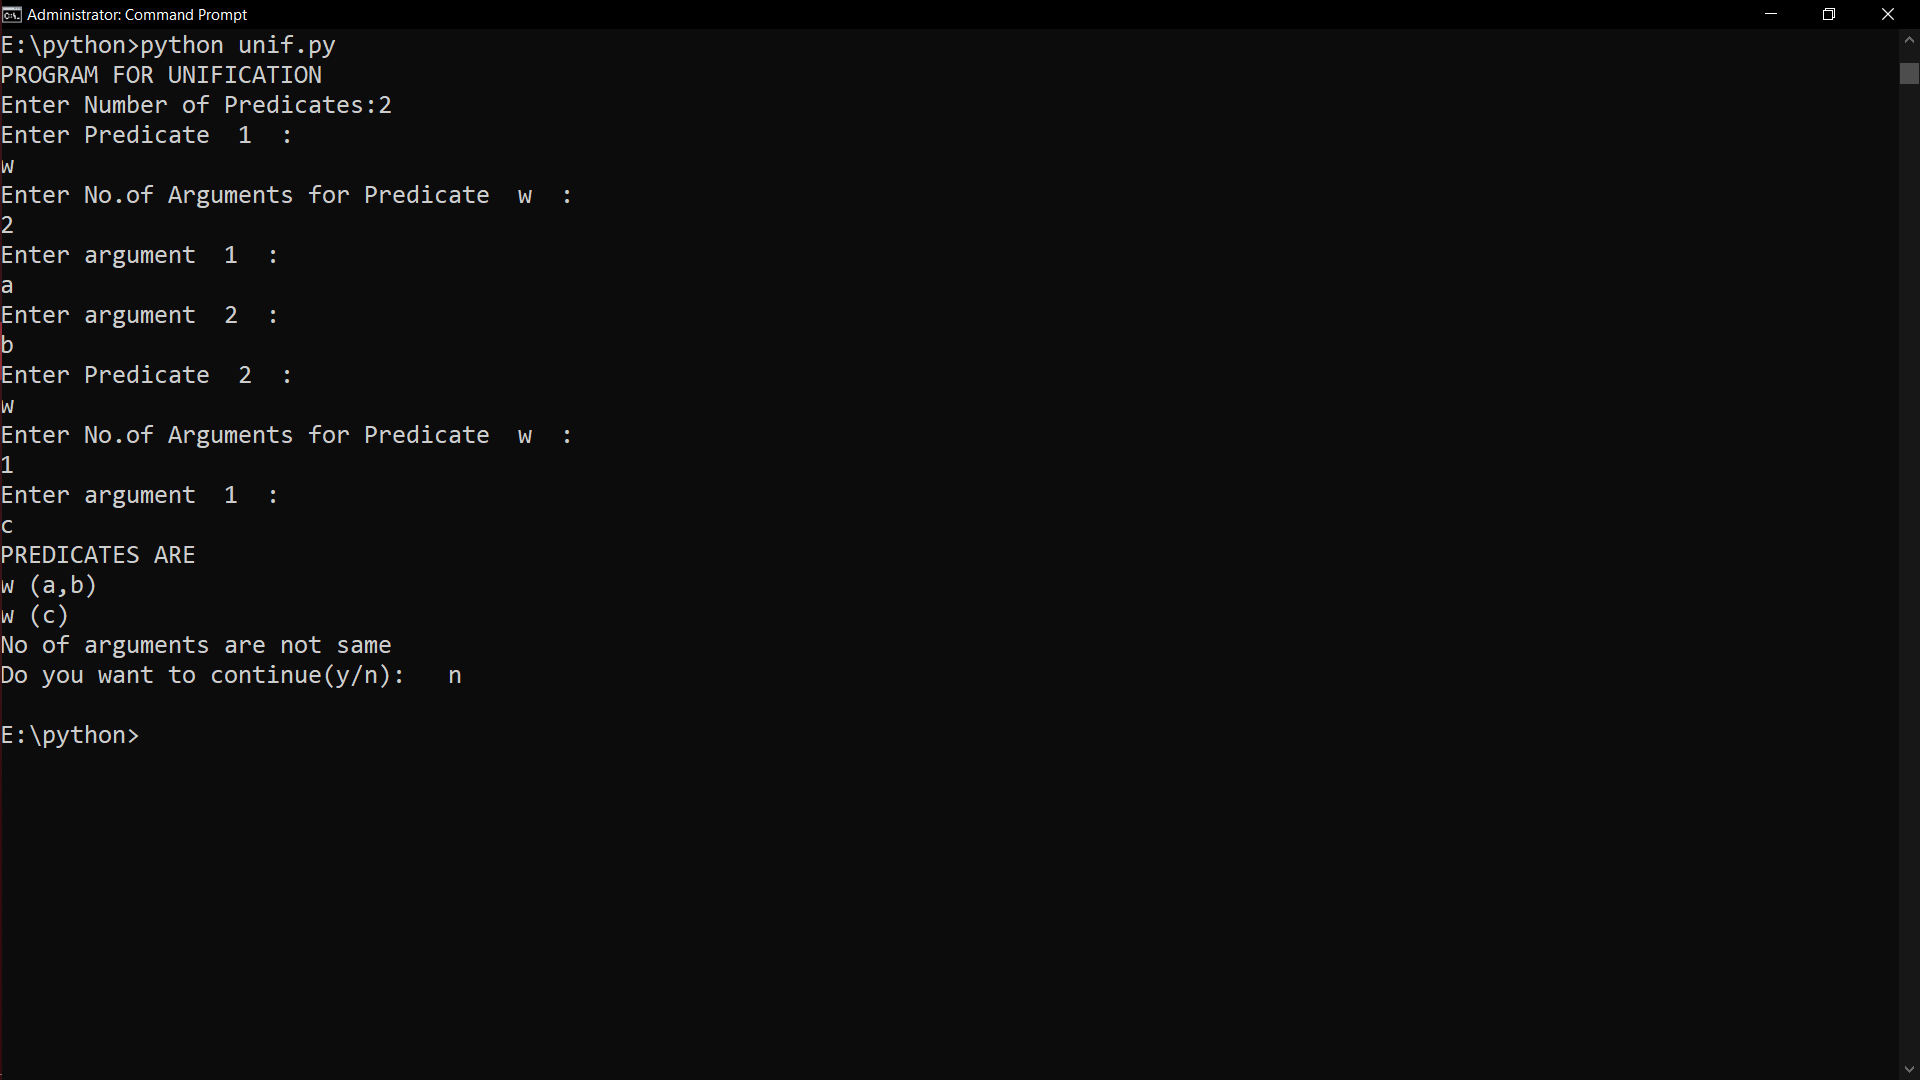 Administrator: Command Prompt
E:\python>python unif.py
PROGRAM FOR UNIFICATION
Enter Number of Predicates:2
Enter Predicate  1  :
w
Enter No.of Arguments for Predicate  w  :
2
Enter argument  1  :
a
Enter argument  2  :
b
Enter Predicate  2  :
w
Enter No.of Arguments for Predicate  w  :
1
Enter argument  1  :
c
PREDICATES ARE
w (a,b)
w (c)
No of arguments are not same
Do you want to continue(y/n):   n
E:\python>